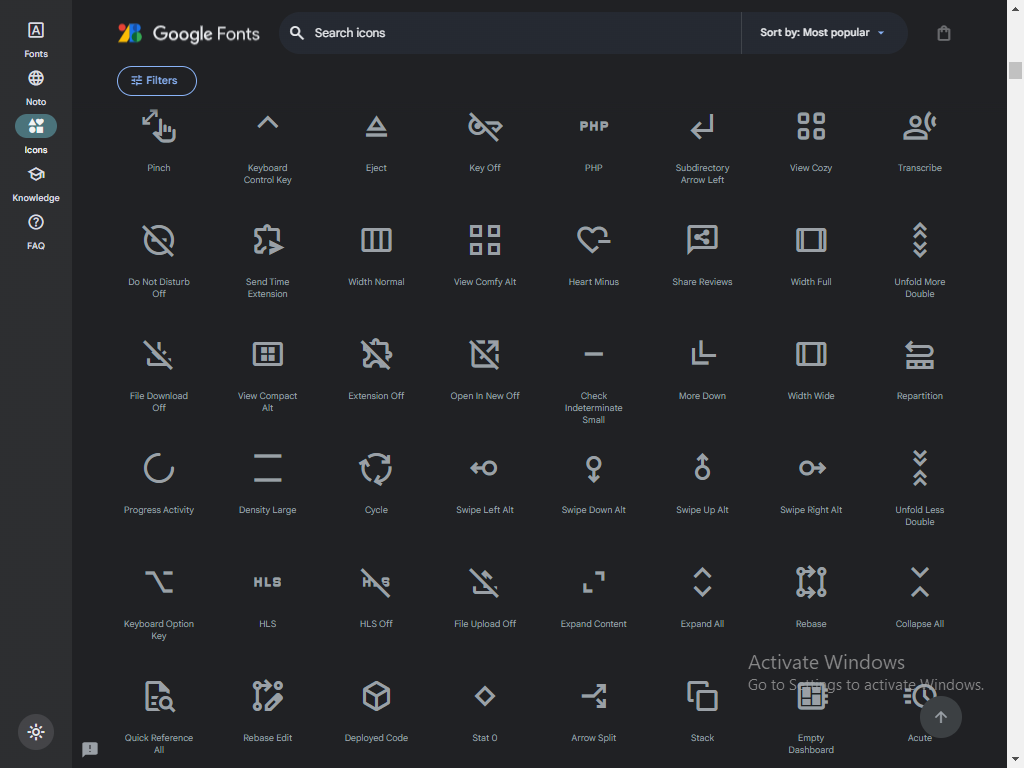 Google Fonts
Search icons
Sort by: Most popular
Fonts
Noto
Icons
Knowledge
FAQ
Filters
Pinch
Keyboard
Control Key
Eject
Key Off
PHP
PHP
Subdirectory
Arrow Left
View Cozy
Transcribe
Do Not Disturb
Off
Send Time
Extension
Width Normal
View Comfy Alt
Heart Minus
Share Reviews
Width Full
Unfold More
Double
File Download
Off
View Compact
Alt
Extension Off
Open In New Off
Check
Indeterminate
Small
More Down
Width Wide
Repartition
Progress Activity
Density Large
Cycle
Swipe Left Alt
Swipe Down Alt
Swipe Up Alt
Swipe Right Alt
Unfold Less
Double
Keyboard Option
Key
HLS
HLS
HLS
HLS Off
File Upload Off
Expand Content
Expand All
Rebase
Collapse All
Quick Reference
All
Rebase Edit
Deployed Code
Stat 0
Arrow Split
Stack
Empty
Dashboard
Acute
Activate Windows
Go to Settings to activate Windows.